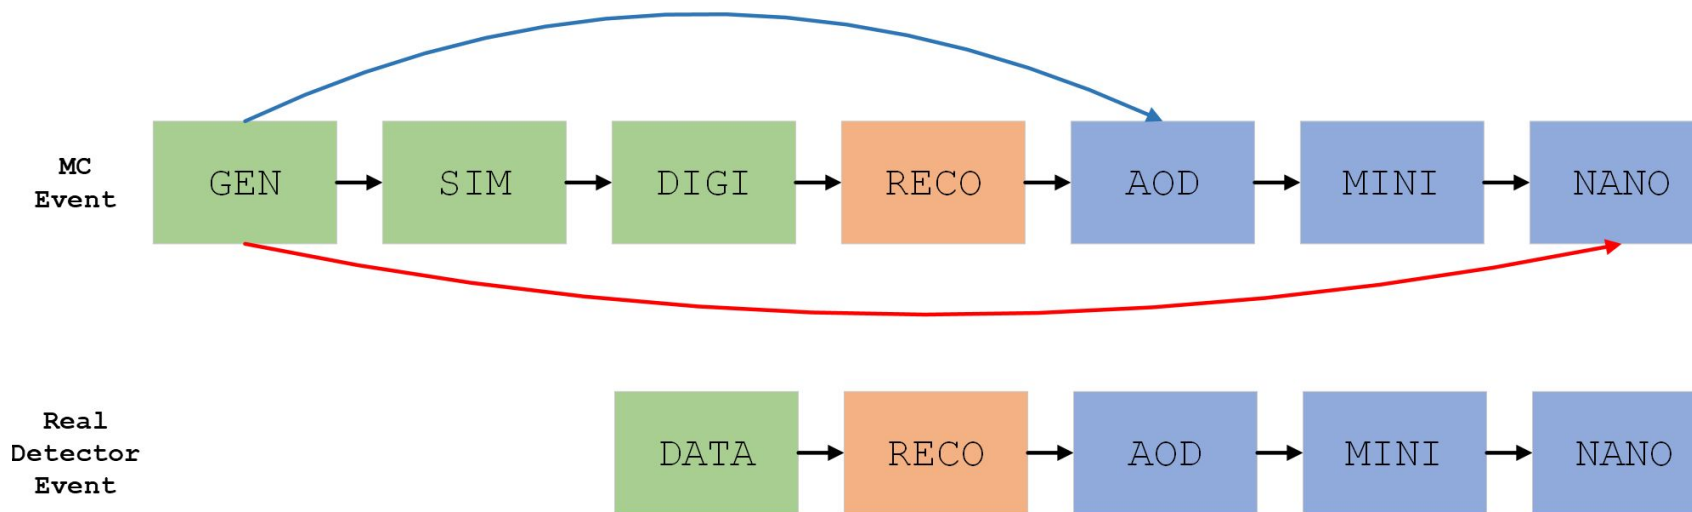 MC
Event
GEN
SIM
DIGI
RECO
AOD
MINI
NANO
Real
Detector
Event
DATA
RECO
AOD
MINI
NANO